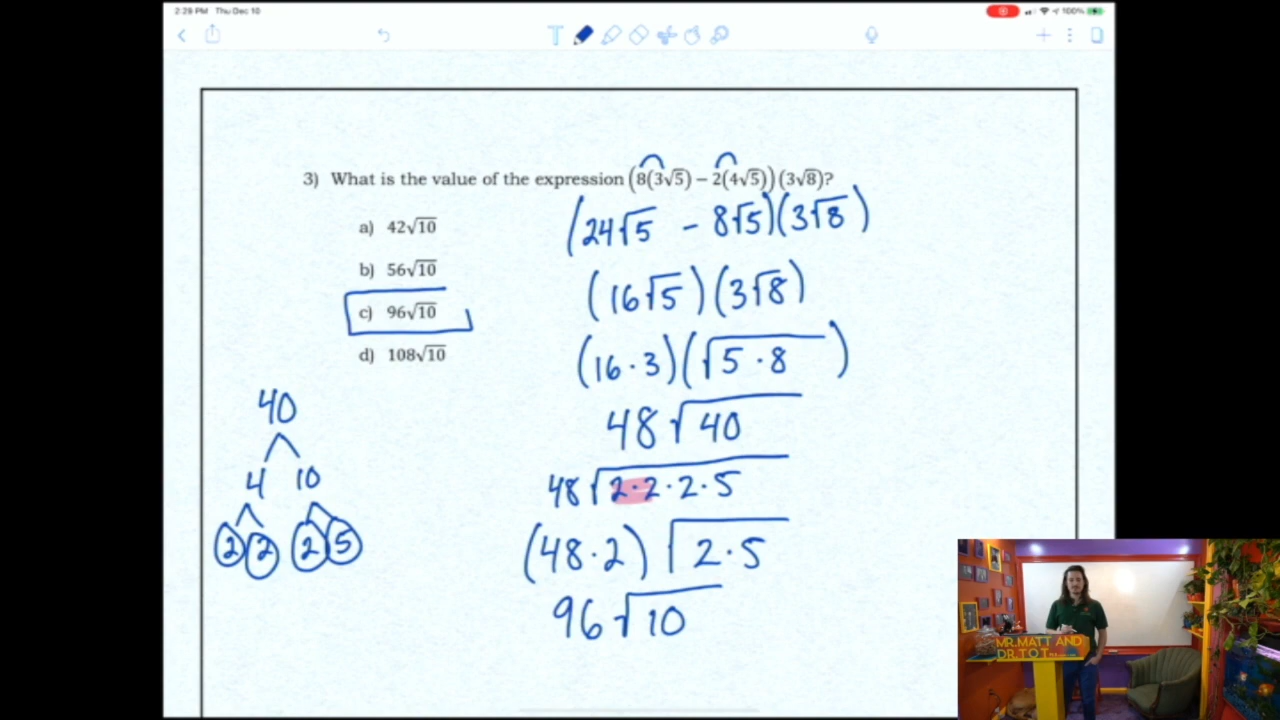 2:29 PM Thu Dec 10
100%
T
3) What is the value of the expression (8(3√5) − 2(4√5))(3√8)?
a) 42√10
b) 56√10
c) 96√10
d) 108√10
(24√5 - 8√5)(3√8)
(16√5)(3√8)
(16·3)(√5·8)
48√40
48√2·2·2·5
(48·2)√2·5
96√10
40
4 10
2 2 2 5
MR.MATT AND
DR.TOT